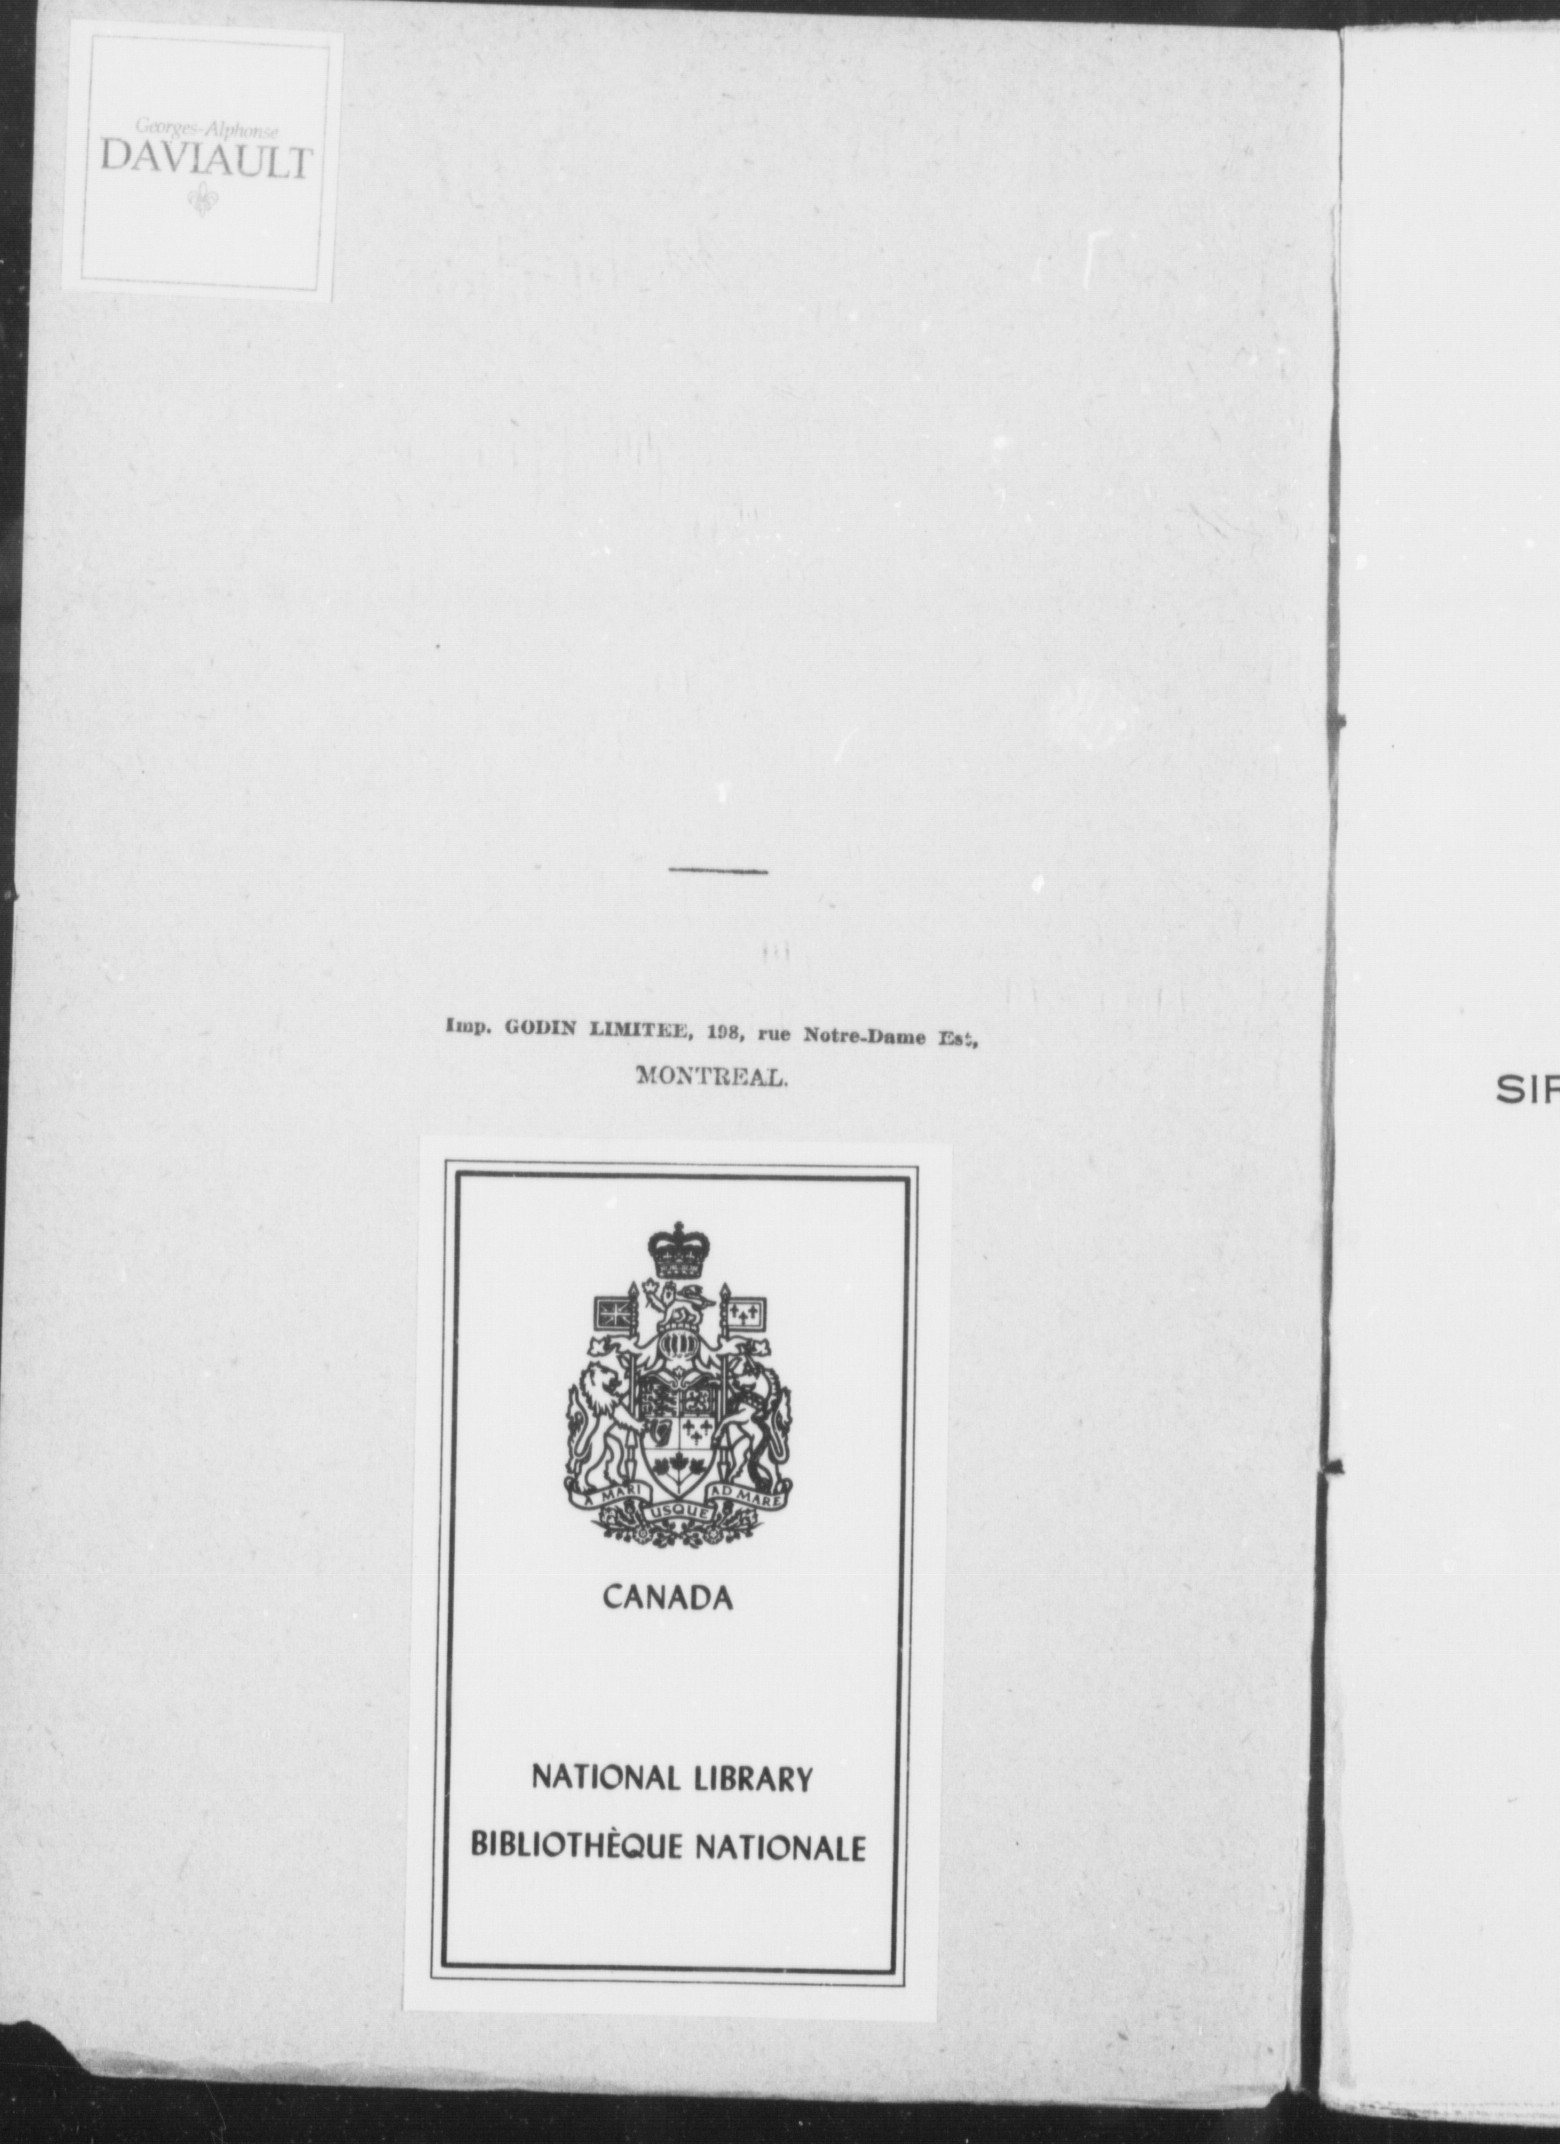 Georges-Alphonse
DAVIAULT
Imp. GODIN LIMITEE, 198, rue Notre-Dame Est,
MONTREAL.
A MARI USQUE AD MARE
CANADA
NATIONAL LIBRARY
BIBLIOTHÈQUE NATIONALE